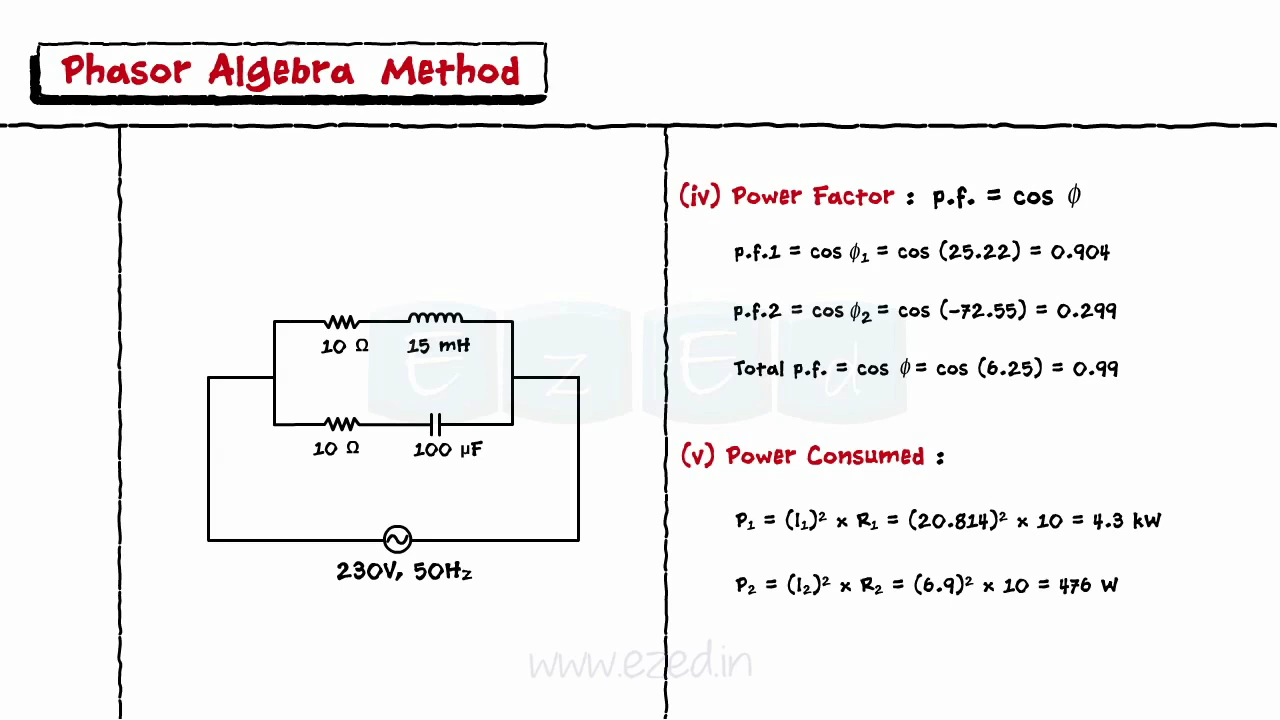 Phasor Algebra Method
(iv) Power Factor : p.f. = cos ϕ
p.f.1 = cos ϕ₁ = cos (25.22) = 0.904
p.f.2 = cos ϕ₂ = cos (-72.55) = 0.299
Total p.f. = cos ϕ = cos (6.25) = 0.99
(v) Power Consumed :
P₁ = (I₁)² x R₁ = (20.814)² x 10 = 4.3 kW
P₂ = (I₂)² x R₂ = (6.9)² x 10 = 476 W
10 Ω 15 mH
10 Ω 100 µF
230V, 50Hz
EzEd
www.ezed.in